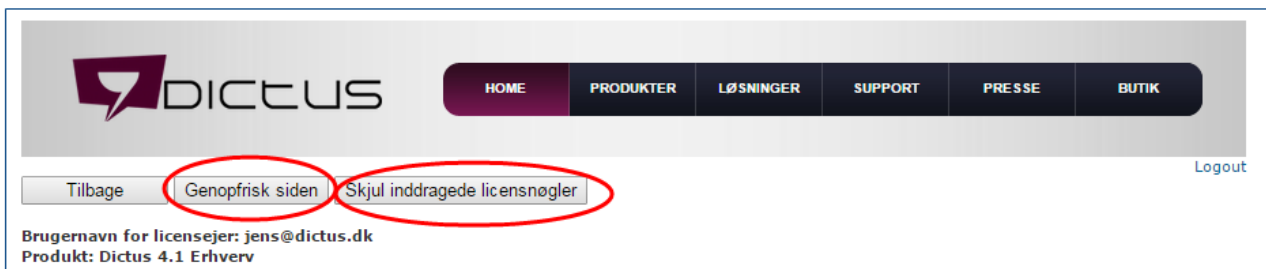 DICTUS
HOME PRODUKTER LØSNINGER SUPPORT PRESSE BUTIK
Logout
Tilbage Genopfrisk siden Skjul inddragede licensnøgler
Brugernavn for licensejer: jens@dictus.dk
Produkt: Dictus 4.1 Erhverv